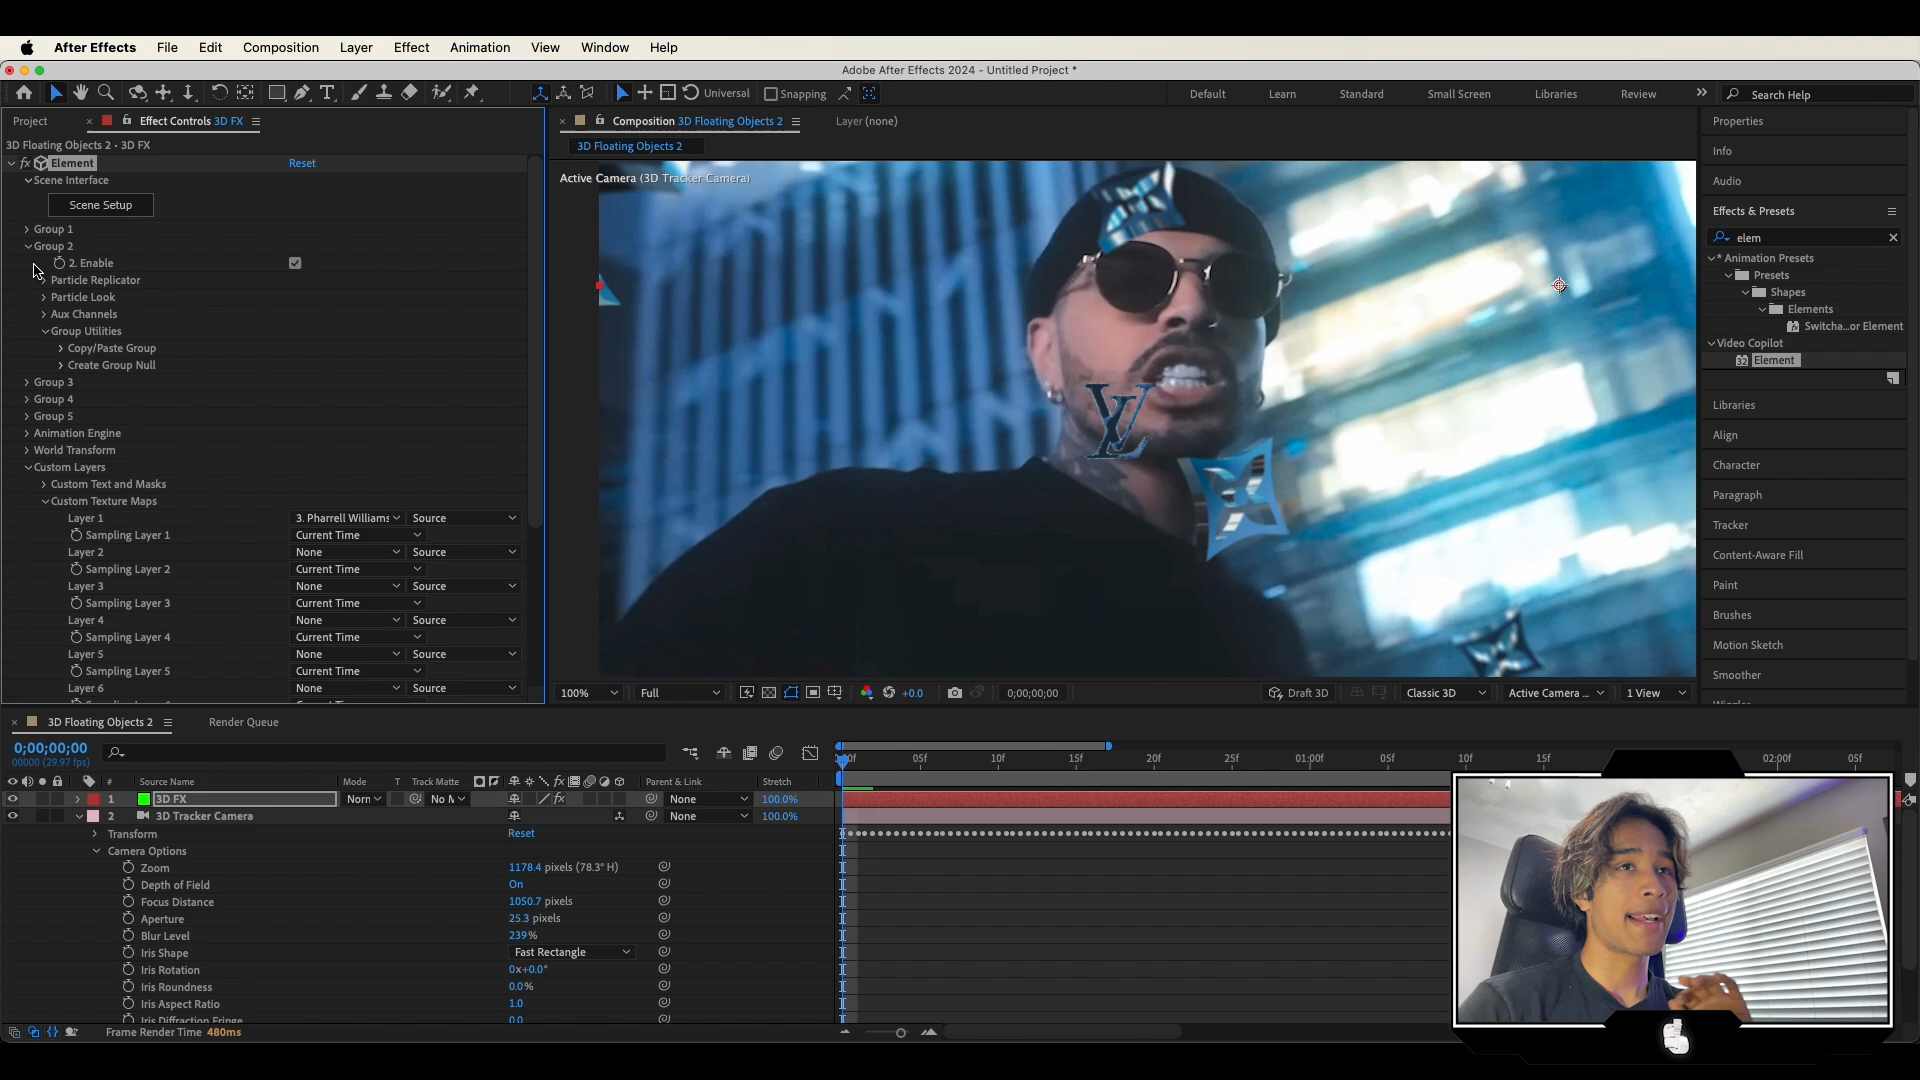 After Effects File Edit Composition Layer Effect Animation View Window Help
Adobe After Effects 2024 - Untitled Project *
Universal Snapping Default Learn Standard Small Screen Libraries Review Search Help
Project Effect Controls 3D FX
3D Floating Objects 2 • 3D FX
fx Element Reset
Scene Interface
Scene Setup
Group 1
Group 2
2. Enable
Particle Replicator
Particle Look
Aux Channels
Group Utilities
Copy/Paste Group
Create Group Null
Group 3
Group 4
Group 5
Animation Engine
World Transform
Custom Layers
Custom Text and Masks
Custom Texture Maps
Layer 1 3. Pharrell Williams Source
Sampling Layer 1 Current Time
Layer 2 None Source
Sampling Layer 2 Current Time
Layer 3 None Source
Sampling Layer 3 Current Time
Layer 4 None Source
Sampling Layer 4 Current Time
Layer 5 None Source
Sampling Layer 5 Current Time
Layer 6 None Source
Composition 3D Floating Objects 2 Layer (none)
3D Floating Objects 2
Active Camera (3D Tracker Camera)
LV
100% Full +0.0 0;00;00;00 Draft 3D Classic 3D Active Camera ... 1 View
Properties
Info
Audio
Effects & Presets
elem
* Animation Presets
Presets
Shapes
Elements
Switcha...or Element
Video Copilot
32 Element
Libraries
Align
Character
Paragraph
Tracker
Content-Aware Fill
Paint
Brushes
Motion Sketch
Smoother
3D Floating Objects 2 Render Queue
0;00;00;00
00000 (29.97 fps)
05f 10f 15f 20f 25f 01:00f 05f 10f 15f 02:00f 05f
# Source Name Mode T Track Matte fx Parent & Link Stretch
1 3D FX Norn No M fx None 100.0%
2 3D Tracker Camera None 100.0%
Transform Reset
Camera Options
Zoom 1178.4 pixels (78.3° H)
Depth of Field On
Focus Distance 1050.7 pixels
Aperture 25.3 pixels
Blur Level 239%
Iris Shape Fast Rectangle
Iris Rotation 0x+0.0°
Iris Roundness 0.0%
Iris Aspect Ratio 1.0
Iris Diffraction Fringe 0.0
Frame Render Time 480ms